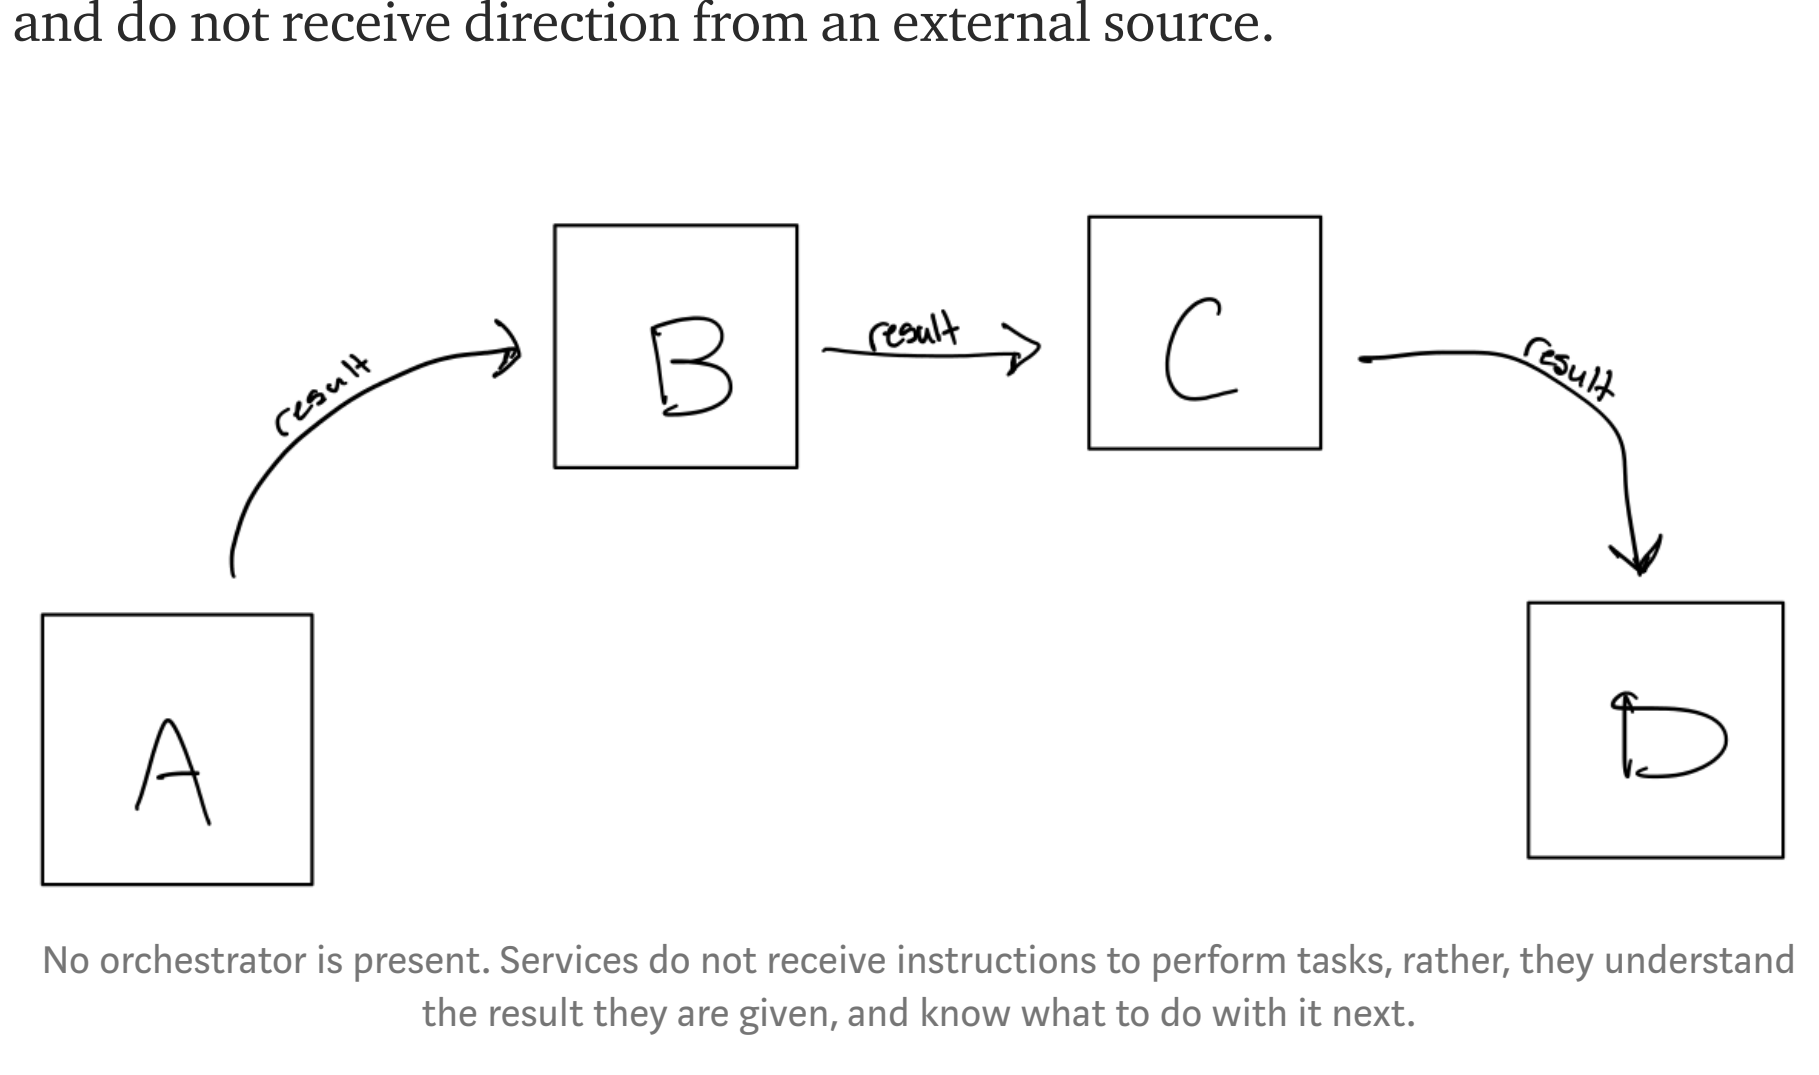 and do not receive direction from an external source.
B
C
result
result
result
A
D
No orchestrator is present. Services do not receive instructions to perform tasks, rather, they understand
the result they are given, and know what to do with it next.